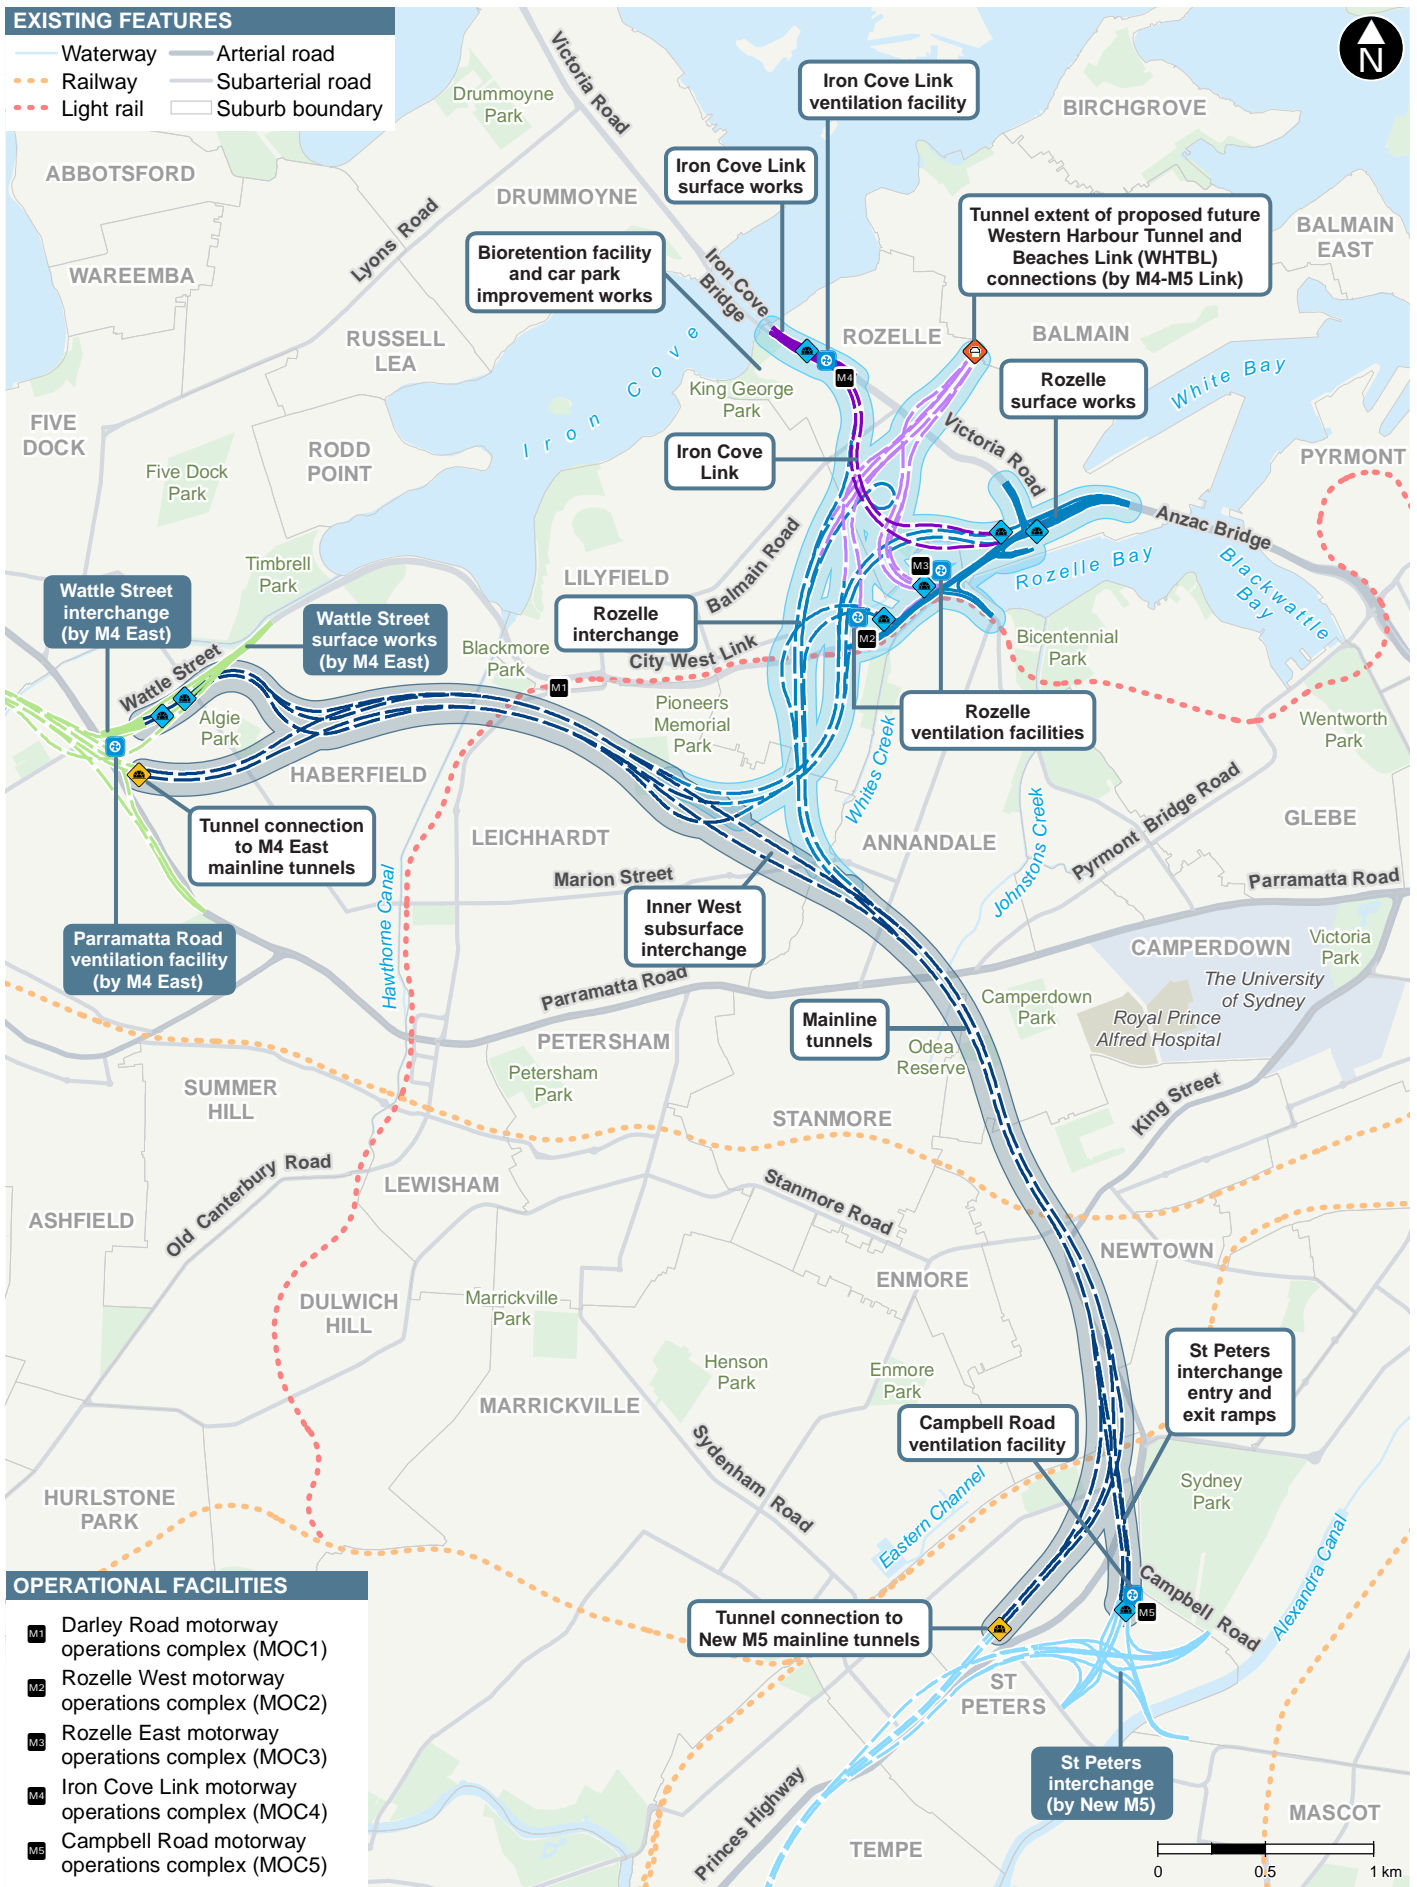 EXISTING FEATURES
Waterway
Arterial road
Railway
Subarterial road
Light rail
Suburb boundary
N
Iron Cove Link
ventilation facility
Victoria Road
Drummoyne
Park
BIRCHGROVE
ABBOTSFORD
Iron Cove Link
surface works
DRUMMOYNE
Lyons Road
Tunnel extent of proposed future
Western Harbour Tunnel and
Beaches Link (WHTBL)
connections (by M4-M5 Link)
BALMAIN
EAST
WAREEMBA
Bioretention facility
and car park
improvement works
Iron Cove
Bridge
RUSSELL
LEA
ROZELLE
BALMAIN
Iron Cove
M4
King George
Park
Rozelle
surface works
White Bay
FIVE
DOCK
RODD
POINT
Five Dock
Park
Iron Cove
Link
Victoria Road
PYRMONT
Anzac Bridge
Timbrell
Park
LILYFIELD
Balmain Road
M3
Rozelle Bay
Blackwattle
Bay
Wattle Street
interchange
(by M4 East)
Wattle Street
surface works
(by M4 East)
Rozelle
interchange
M2
Bicentennial
Park
Blackmore
Park
City West Link
Wattle Street
M1
Algie
Park
Pioneers
Memorial
Park
Rozelle
ventilation facilities
Wentworth
Park
Whites Creek
HABERFIELD
Tunnel connection
to M4 East
mainline tunnels
LEICHHARDT
ANNANDALE
Johnstons Creek
Pyrmont Bridge Road
GLEBE
Hawthorne Canal
Marion Street
Parramatta Road
Inner West
subsurface
interchange
Parramatta Road
ventilation facility
(by M4 East)
CAMPERDOWN
Victoria
Park
The University
of Sydney
Parramatta Road
Camperdown
Park
Royal Prince
Alfred Hospital
Mainline
tunnels
PETERSHAM
Odea
Reserve
Petersham
Park
SUMMER
HILL
STANMORE
King Street
Old Canterbury Road
LEWISHAM
Stanmore Road
ASHFIELD
NEWTOWN
ENMORE
DULWICH
HILL
Marrickville
Park
St Peters
interchange
entry and
exit ramps
Henson
Park
Enmore
Park
MARRICKVILLE
Campbell Road
ventilation facility
Sydenham Road
Sydney
Park
HURLSTONE
PARK
Eastern Channel
Alexandra Canal
OPERATIONAL FACILITIES
M1
Darley Road motorway
operations complex (MOC1)
M2
Rozelle West motorway
operations complex (MOC2)
M3
Rozelle East motorway
operations complex (MOC3)
M4
Iron Cove Link motorway
operations complex (MOC4)
M5
Campbell Road motorway
operations complex (MOC5)
Campbell Road
M5
Tunnel connection to
New M5 mainline tunnels
ST
PETERS
St Peters
interchange
(by New M5)
Princes Highway
MASCOT
TEMPE
0
0.5
1 km